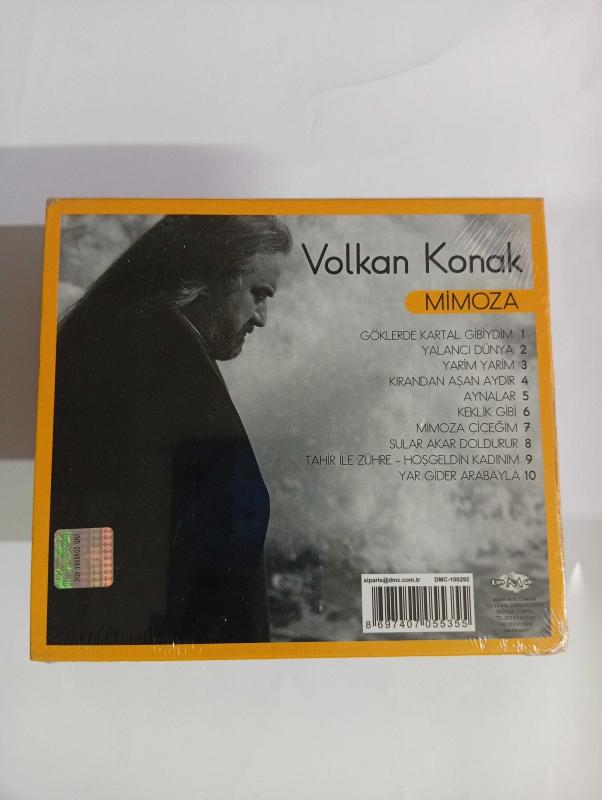 Volkan Konak
MİMOZA
GÖKLERDE KARTAL GİBİYDİM 1
YALANCI DÜNYA 2
YARİM YARİM 3
KIRANDAN AŞAN AYDIR 4
AYNALAR 5
KEKLİK GİBİ 6
MİMOZA ÇİÇEĞİM 7
SULAR AKAR DOLDURUR 8
TAHİR İLE ZÜHRE - HOŞGELDİN KADINIM 9
YAR GİDER ARABAYLA 10
siparis@dmc.com.tr DMC-100292
8 697407 055355
DMC